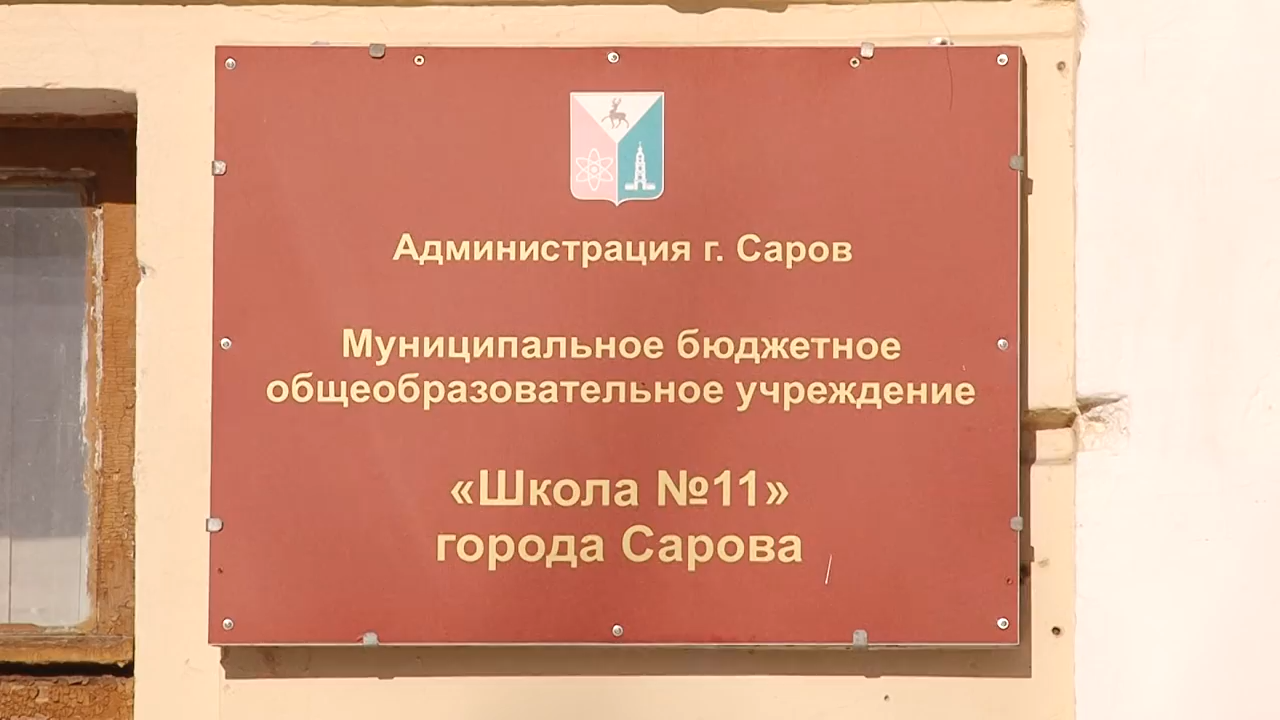 Администрация г. Саров
Муниципальное бюджетное
общеобразовательное учреждение
«Школа №11»
города Сарова